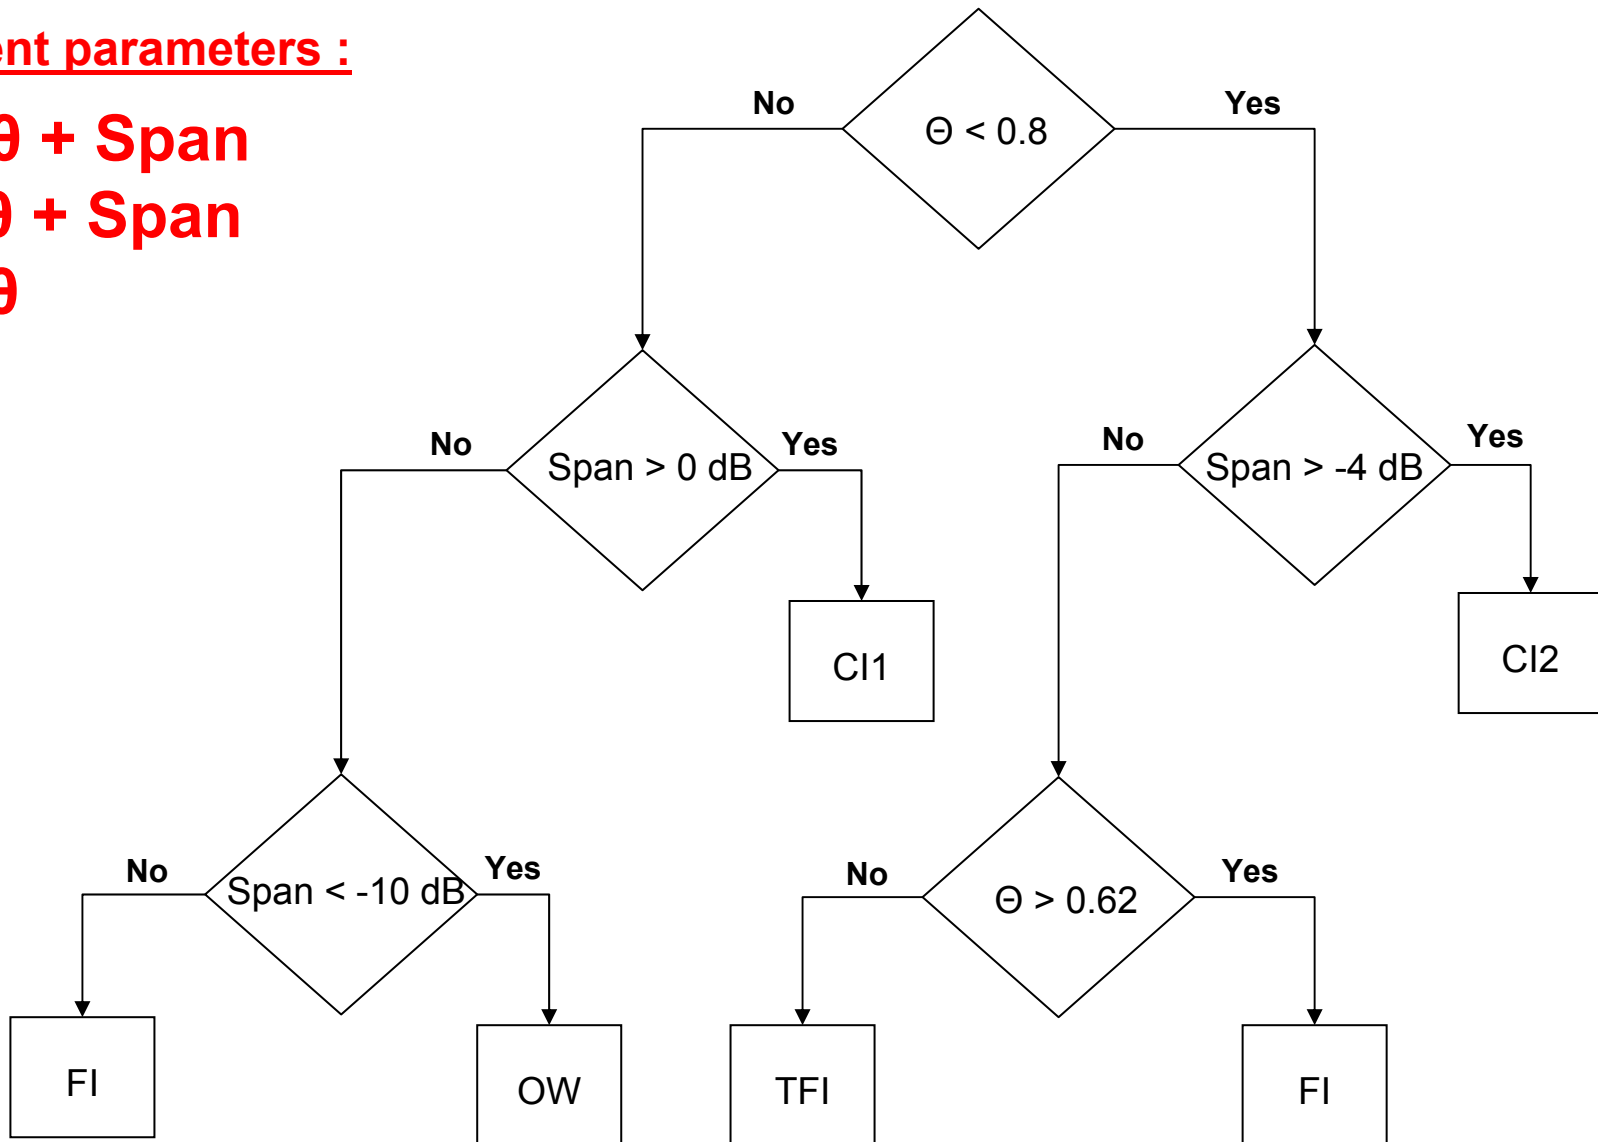 ent parameters :
θ + Span
θ + Span
θ
Θ < 0.8
No
Yes
Span > 0 dB
No
Yes
Span > -4 dB
No
Yes
CI1
CI2
Span < -10 dB
No
Yes
Θ > 0.62
No
Yes
FI
OW
TFI
FI